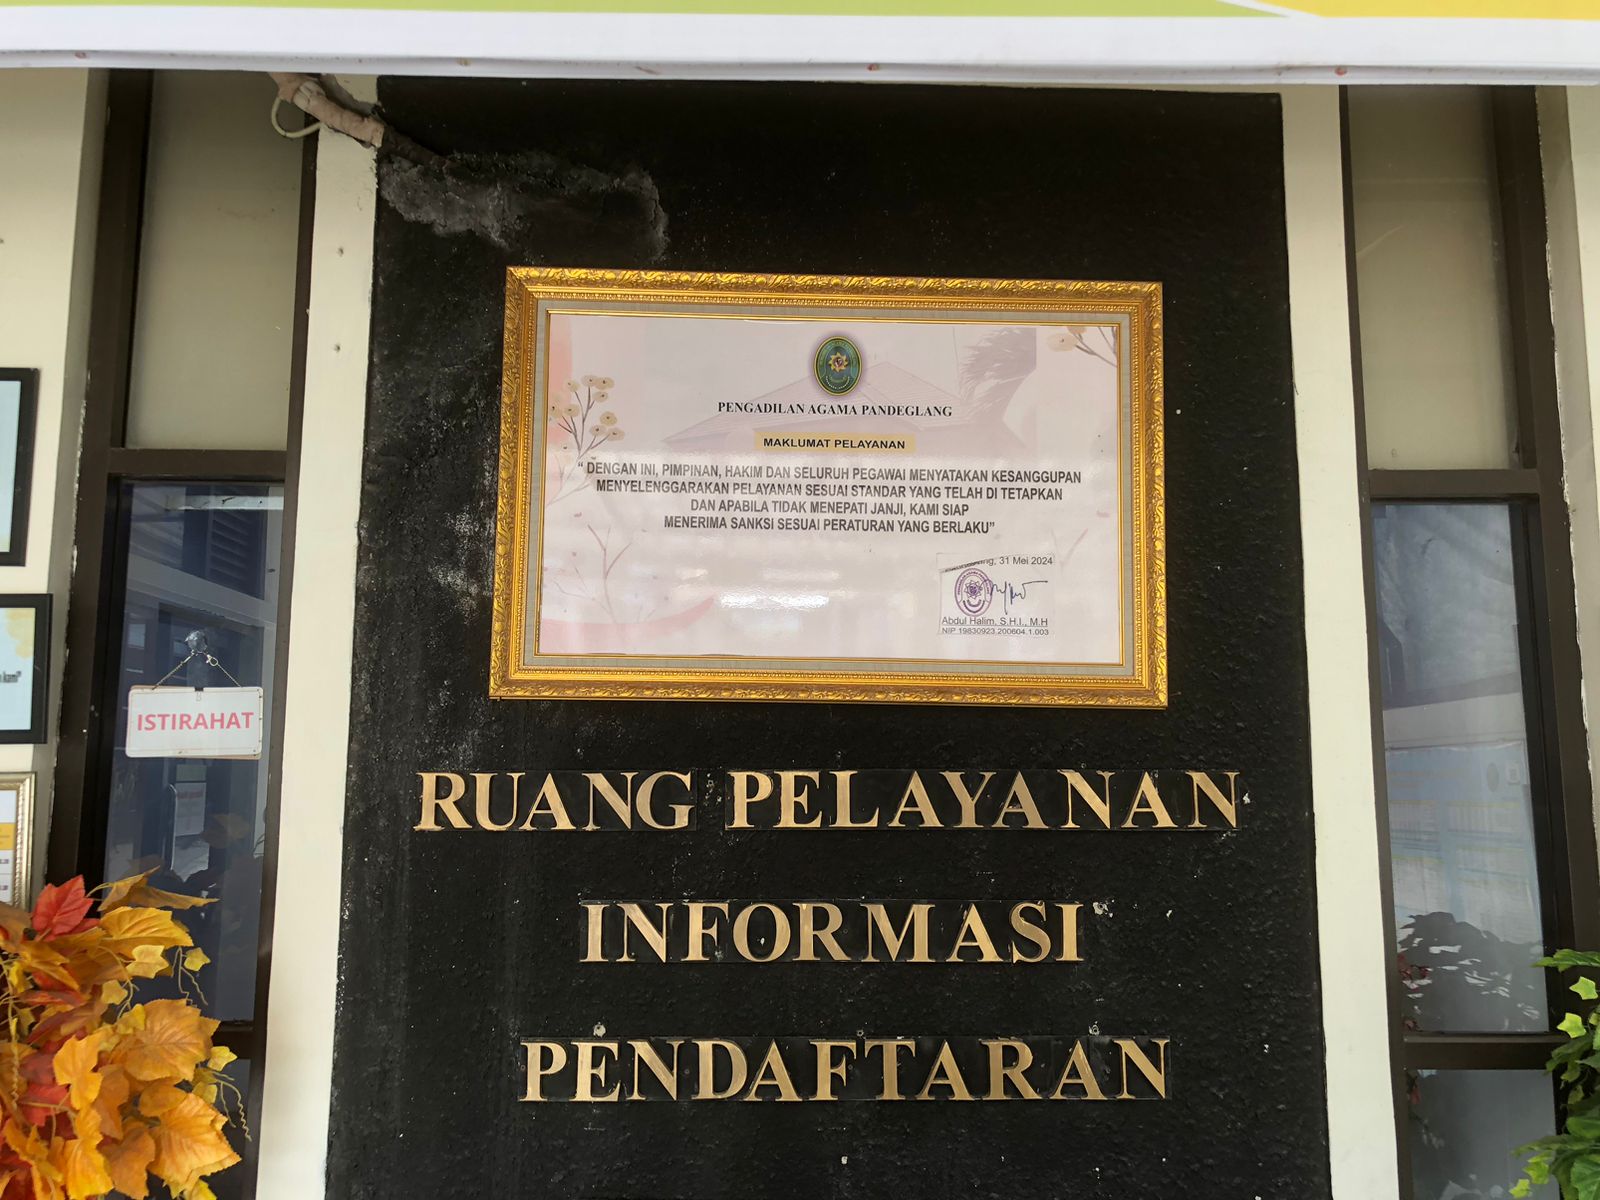 PENGADILAN AGAMA PANDEGLANG
MAKLUMAT PELAYANAN
“ DENGAN INI, PIMPINAN, HAKIM DAN SELURUH PEGAWAI MENYATAKAN KESANGGUPAN
MENYELENGGARAKAN PELAYANAN SESUAI STANDAR YANG TELAH DI TETAPKAN
DAN APABILA TIDAK MENEPATI JANJI, KAMI SIAP
MENERIMA SANKSI SESUAI PERATURAN YANG BERLAKU”
31 Mei 2024
Abdul Halim, S.H.I., M.H
NIP 19830923.200604.1.003
kami”
ISTIRAHAT
RUANG PELAYANAN
INFORMASI
PENDAFTARAN